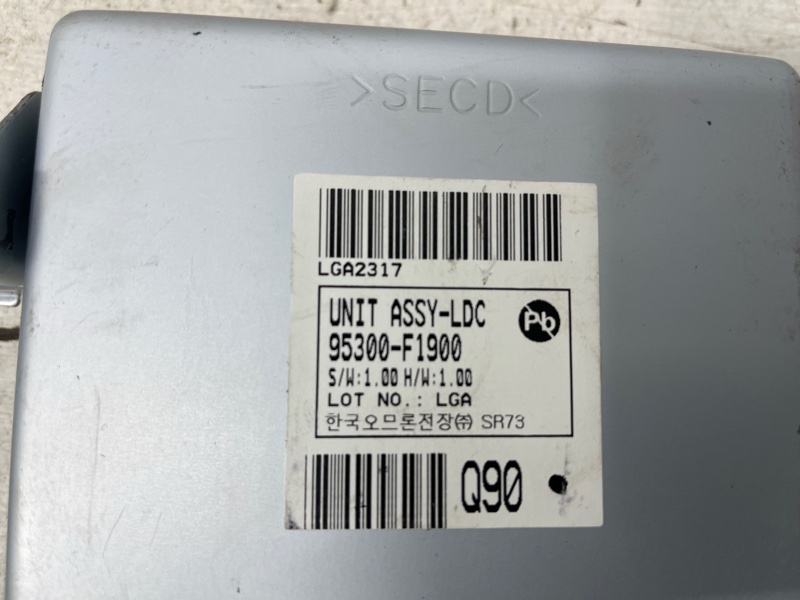 >SECD<
LGA2317
UNIT ASSY-LDC
Pb
95300-F1900
S/W:1.00 H/W:1.00
LOT NO.: LGA
한국오므론전장㈜ SR73
Q90